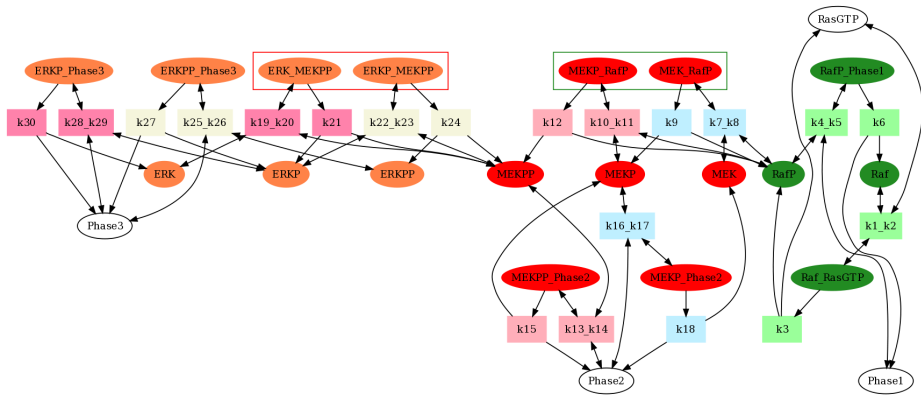 RasGTP
ERKP_Phase3
ERKPP_Phase3
ERK_MEKPP
ERKP_MEKPP
MEKP_RafP
MEK_RafP
RafP_Phase1
k30
k28_k29
k27
k25_k26
k19_k20
k21
k22_k23
k24
k12
k10_k11
k9
k7_k8
k4_k5
k6
ERK
ERKP
ERKPP
MEKPP
MEKP
MEK
RafP
Raf
Phase3
k16_k17
k1_k2
MEKPP_Phase2
MEKP_Phase2
Raf_RasGTP
k15
k13_k14
k18
k3
Phase2
Phase1